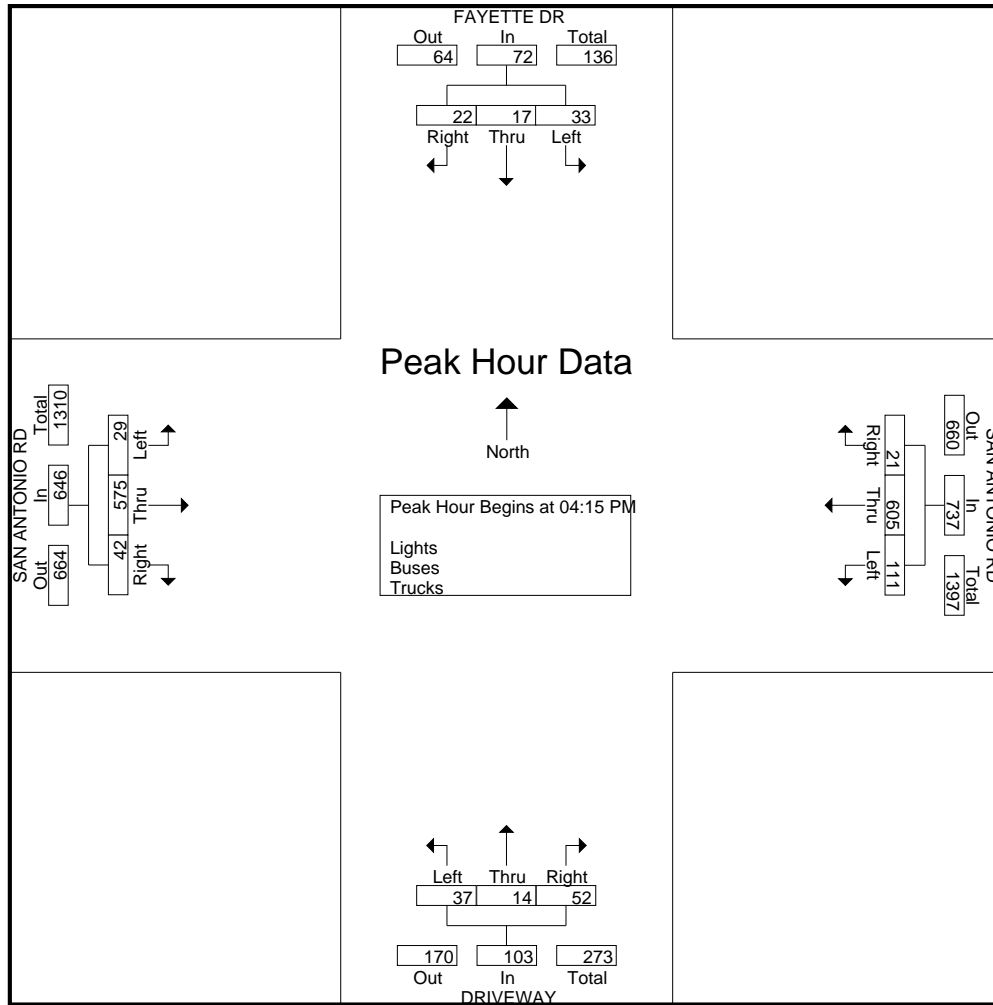 FAYETTE DR
Out In Total
64 72 136
22 17 33
Right Thru Left
Peak Hour Data
North
Peak Hour Begins at 04:15 PM
Lights
Buses
Trucks
SAN ANTONIO RD
Out In Total
664 646 1310
29 575 42
Left Thru Right
SAN ANTONIO RD
Out In Total
660 737 1397
21 605 111
Right Thru Left
Left Thru Right
37 14 52
170 103 273
Out In Total
DRIVEWAY